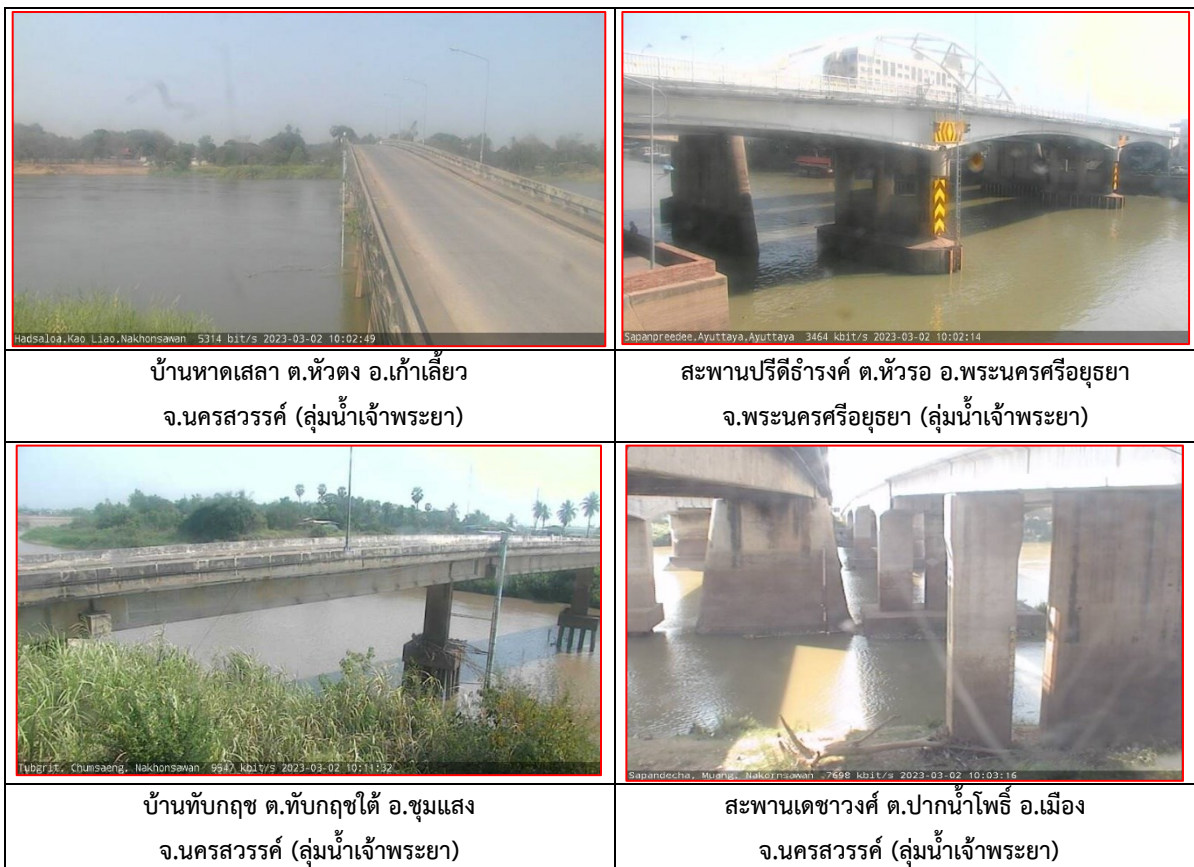 Hadsaloa,Kao Liao,Nakhonsawan 5314 bit/s 2023-03-02 10:02:49
Sapanpreedee,Ayuttaya,Ayuttaya 3464 kbit/s 2023-03-02 10:02:14
บ้านหาดเสลา ต.หัวตง อ.เก้าเลี้ยว
จ.นครสวรรค์ (ลุ่มน้ำเจ้าพระยา)
สะพานปรีดีธำรงค์ ต.หัวรอ อ.พระนครศรีอยุธยา
จ.พระนครศรีอยุธยา (ลุ่มน้ำเจ้าพระยา)
Tubgrit, Chumsaeng, Nakhonsawan 9547 kbit/s 2023-03-02 10:11:32
Sapandecha, Muang, Nakornsawan 7698 kbit/s 2023-03-02 10:03:16
บ้านทับกฤช ต.ทับกฤชใต้ อ.ชุมแสง
จ.นครสวรรค์ (ลุ่มน้ำเจ้าพระยา)
สะพานเดชาวงศ์ ต.ปากน้ำโพธิ์ อ.เมือง
จ.นครสวรรค์ (ลุ่มน้ำเจ้าพระยา)